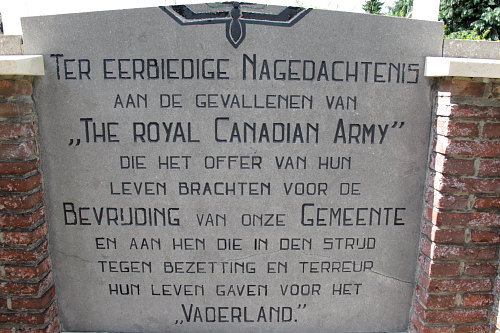 Ter eerbiedige Nagedachtenis
aan de gevallenen van
„The royal Canadian Army”
die het offer van hun
leven brachten voor de
Bevrijding van onze Gemeente
en aan hen die in den strijd
tegen bezetting en terreur
hun leven gaven voor het
„Vaderland.”